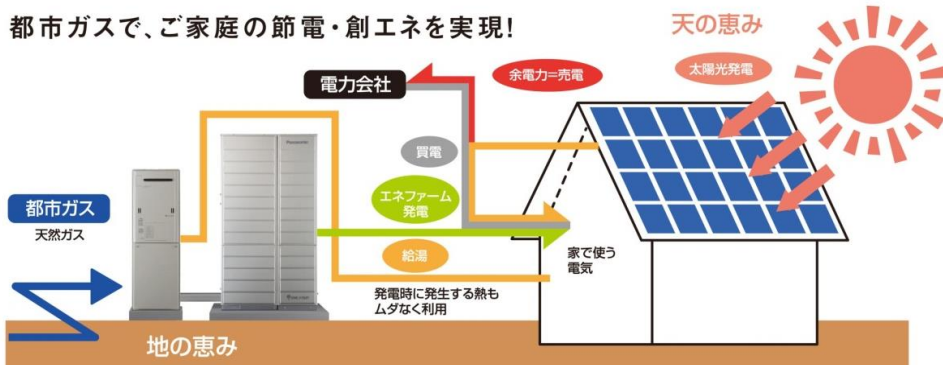 都市ガスで、ご家庭の節電・創エネを実現!
天の恵み
太陽光発電
余電力=売電
電力会社
買電
エネファーム
発電
都市ガス
天然ガス
給湯
家で使う
電気
発電時に発生する熱も
ムダなく利用
地の恵み
Panasonic